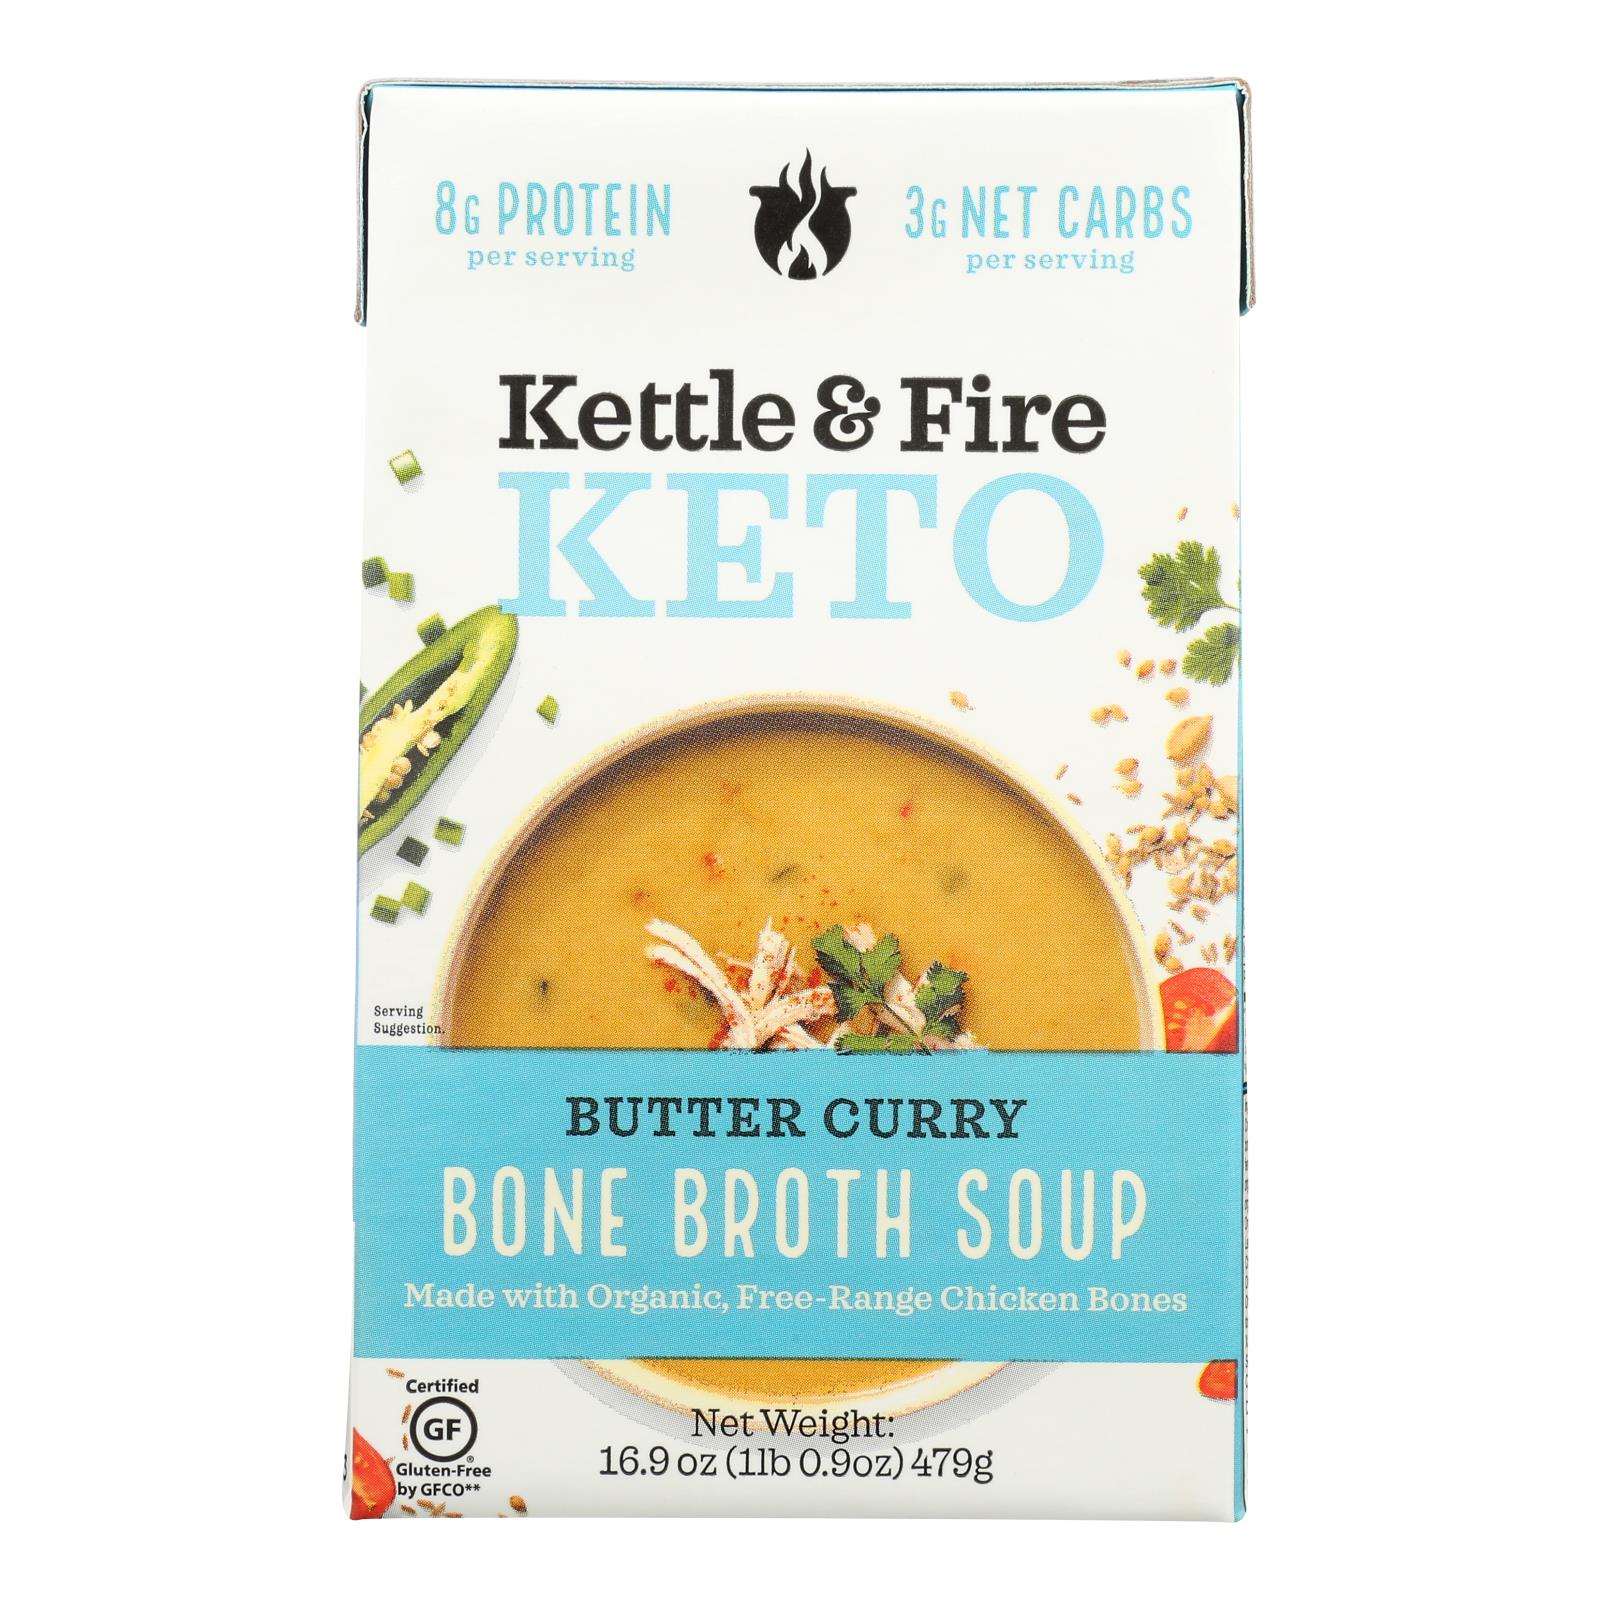 8G PROTEIN
per serving
3G NET CARBS
per serving
Kettle & Fire
KETO
Serving
Suggestion.
BUTTER CURRY
BONE BROTH SOUP
Made with Organic, Free-Range Chicken Bones
Certified
GF
®
Gluten-Free
by GFCO**
Net Weight:
16.9 oz (1lb 0.9oz) 479g